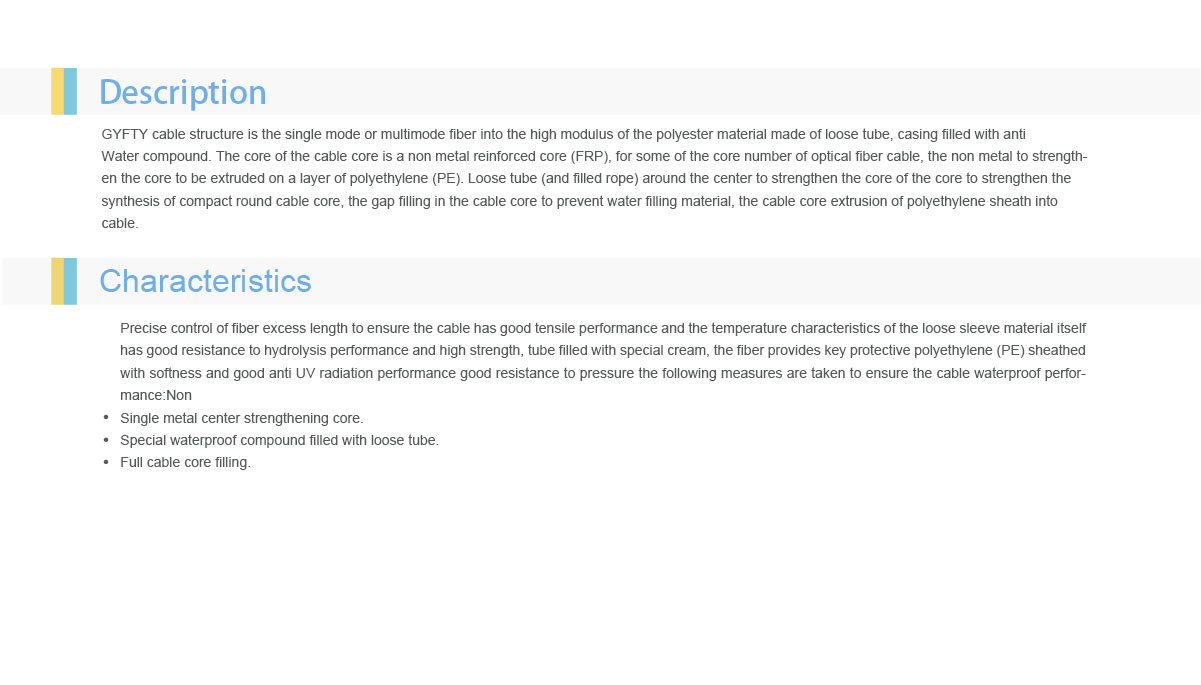 Description
GYFTY cable structure is the single mode or multimode fiber into the high modulus of the polyester material made of loose tube, casing filled with anti
Water compound. The core of the cable core is a non metal reinforced core (FRP), for some of the core number of optical fiber cable, the non metal to strength-
en the core to be extruded on a layer of polyethylene (PE). Loose tube (and filled rope) around the center to strengthen the core of the core to strengthen the
synthesis of compact round cable core, the gap filling in the cable core to prevent water filling material, the cable core extrusion of polyethylene sheath into
cable.
Characteristics
Precise control of fiber excess length to ensure the cable has good tensile performance and the temperature characteristics of the loose sleeve material itself
has good resistance to hydrolysis performance and high strength, tube filled with special cream, the fiber provides key protective polyethylene (PE) sheathed
with softness and good anti UV radiation performance good resistance to pressure the following measures are taken to ensure the cable waterproof perfor-
mance:Non
• Single metal center strengthening core.
• Special waterproof compound filled with loose tube.
• Full cable core filling.